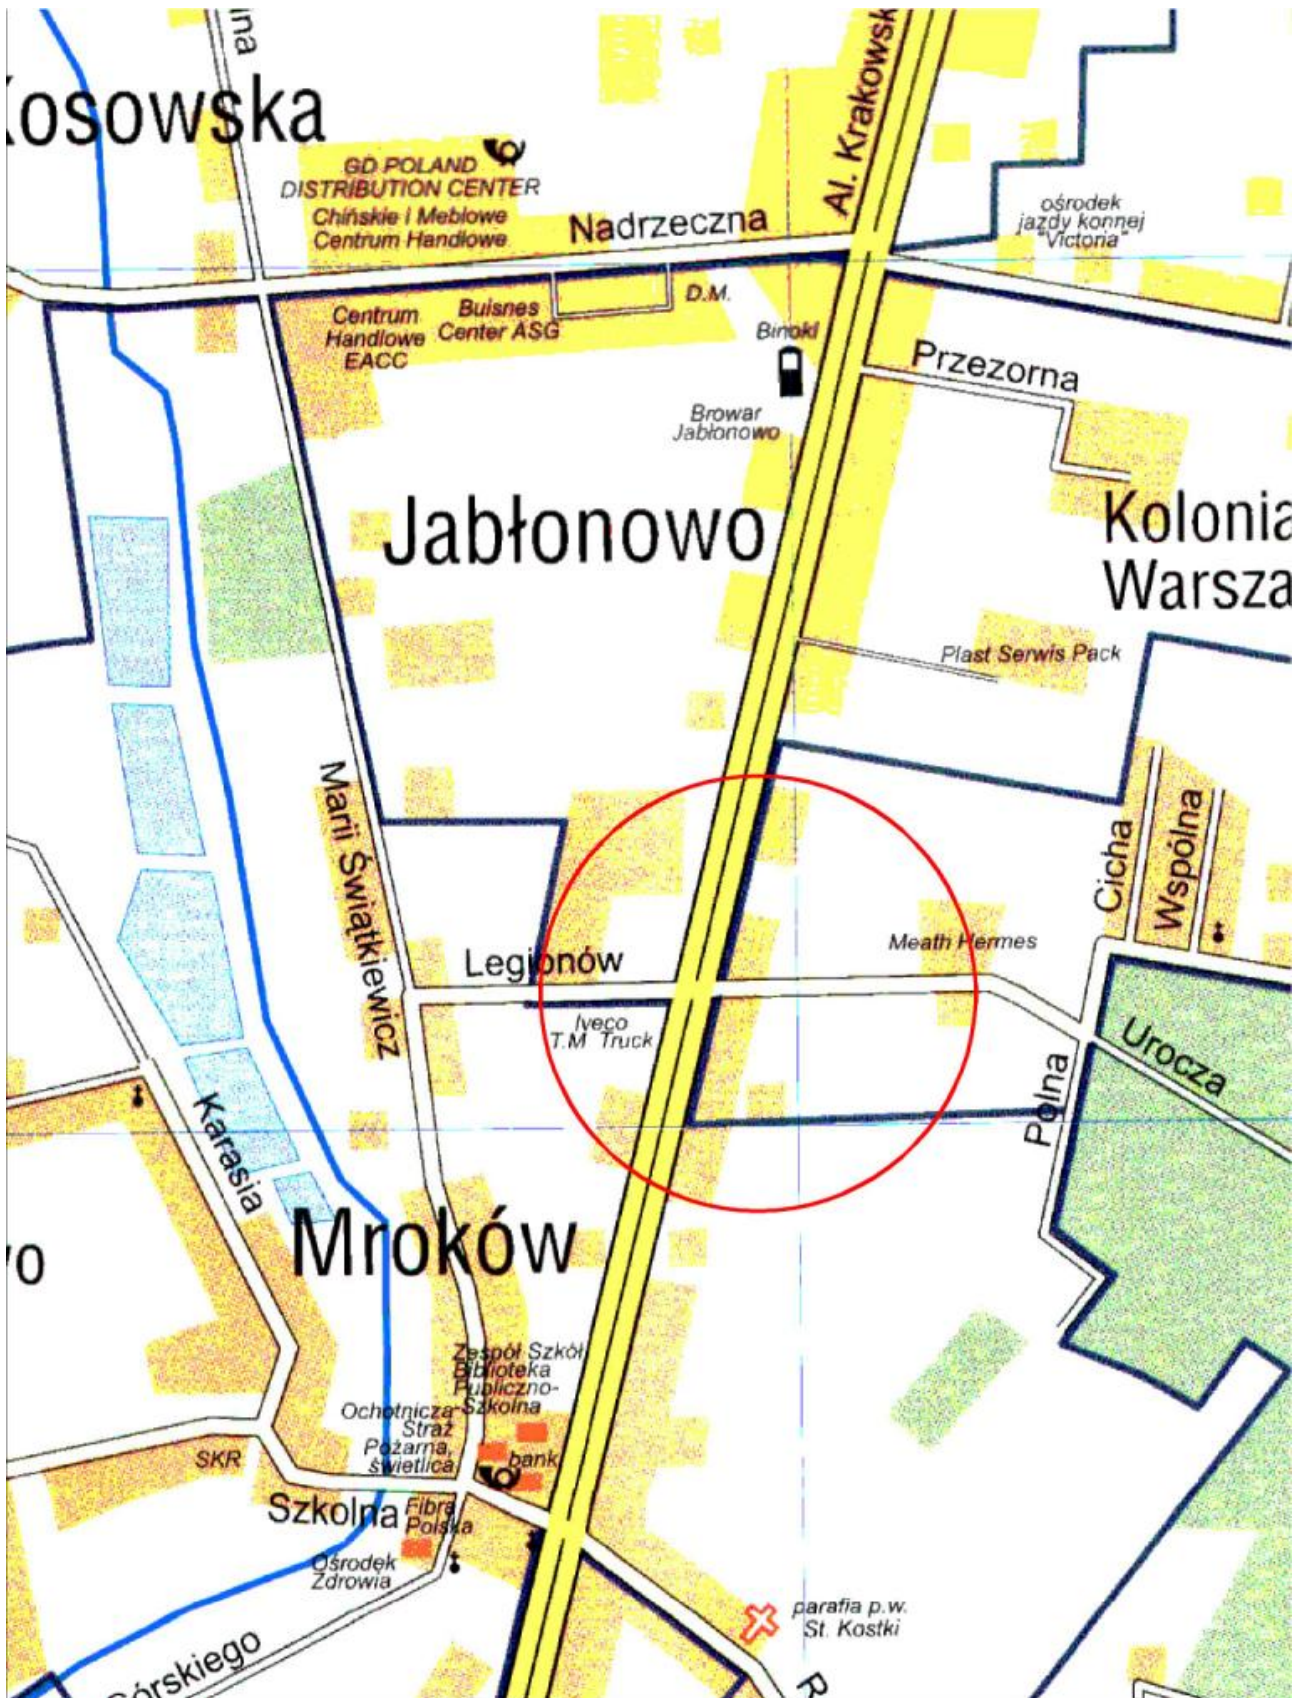 Kosowska
Al. Krakowsk
GD POLAND
DISTRIBUTION CENTER
Chińskie i Meblowe
Centrum Handlowe
Nadrzeczna
ośrodek
jazdy konnej
"Victoria"
Centrum
Handlowe
EACC
Buisnes
Center ASG
D.M.
Binokl
Przezorna
Browar
Jabłonowo
Jabłonowo
Kolonia
Warsza
Plast Serwis Pack
Marii Świątkiewicz
Cicha
Wspólna
Legionów
Meath Hermes
Iveco
T.M Truck
Urocza
Polna
Karasia
Mroków
Zespół Szkół
Biblioteka
Publiczno-
Szkolna
Ochotnicza
Straż
Pożarna,
świetlica
bank
SKR
Szkolna
Fibra
Polska
Ośrodek
Zdrowia
parafia p.w.
St. Kostki
Górskiego
R